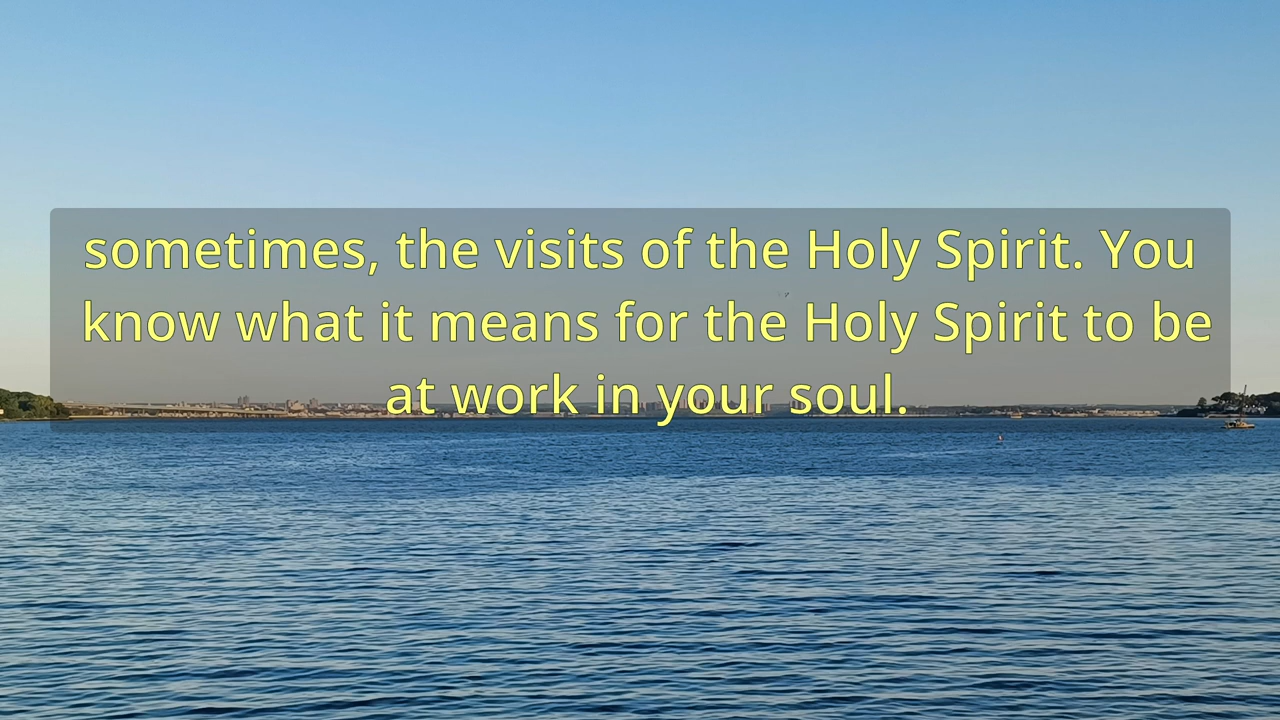 sometimes, the visits of the Holy Spirit. You
know what it means for the Holy Spirit to be
at work in your soul.